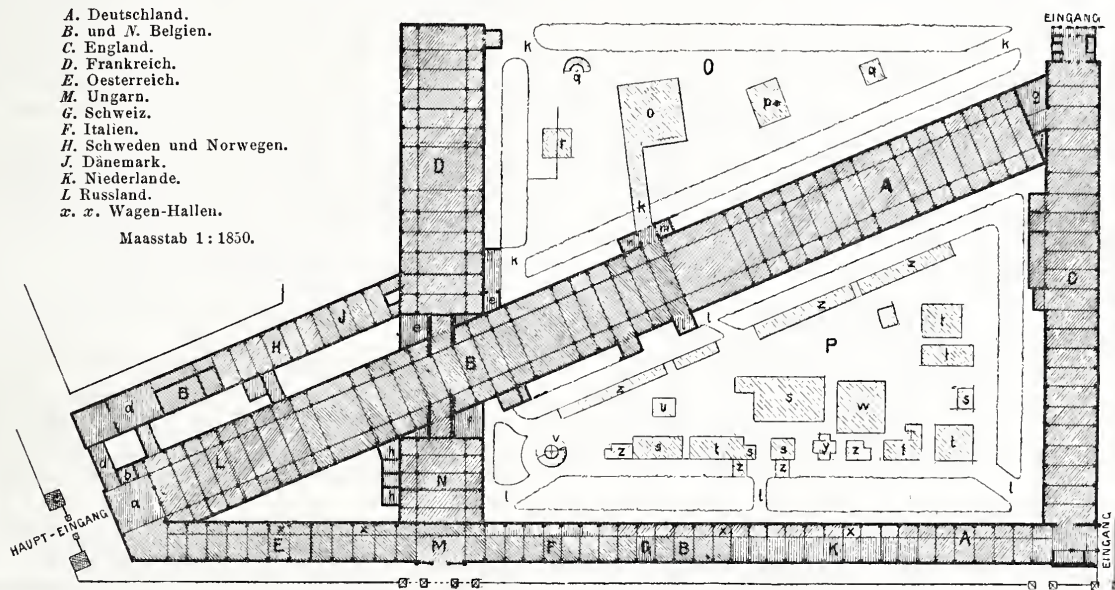 A. Deutschland.
B. und N. Belgien.
C. England.
D. Frankreich.
E. Oesterreich.
M. Ungarn.
G. Schweiz.
F. Italien.
H. Schweden und Norwegen.
J. Dänemark.
K. Niederlande.
L Russland.
x. x. Wagen-Hallen.
Maasstab 1 : 1850.
EINGANG
k O k
q q
o p
g
D r
A
k
n m
k
C
e
z z
J
l
e
H
P t
B
B
l
a
z
s w s
u
L
v
d
b
h z s t s s y z t t
z z
a
h N
l l l
c
HAUPT-EINGANG
x x x x
E M F G B K A
EINGANG